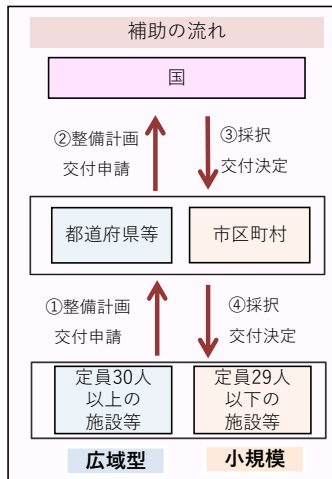 補助の流れ
国
②整備計画
交付申請
③採択
交付決定
都道府県等
市区町村
①整備計画
交付申請
④採択
交付決定
定員30人
以上の
施設等
定員29人
以下の
施設等
広域型
小規模